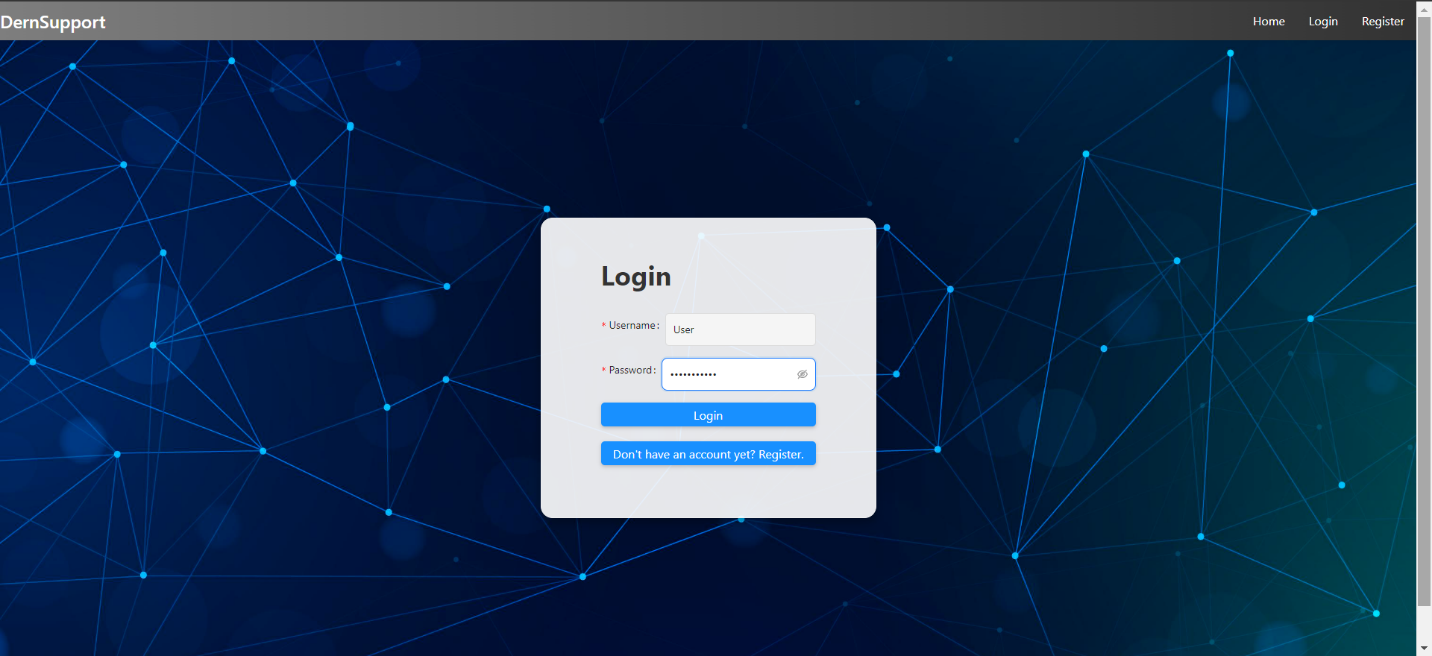 DernSupport
Home Login Register
Login
* Username: User
* Password: •••••••••••
Login
Don't have an account yet? Register.